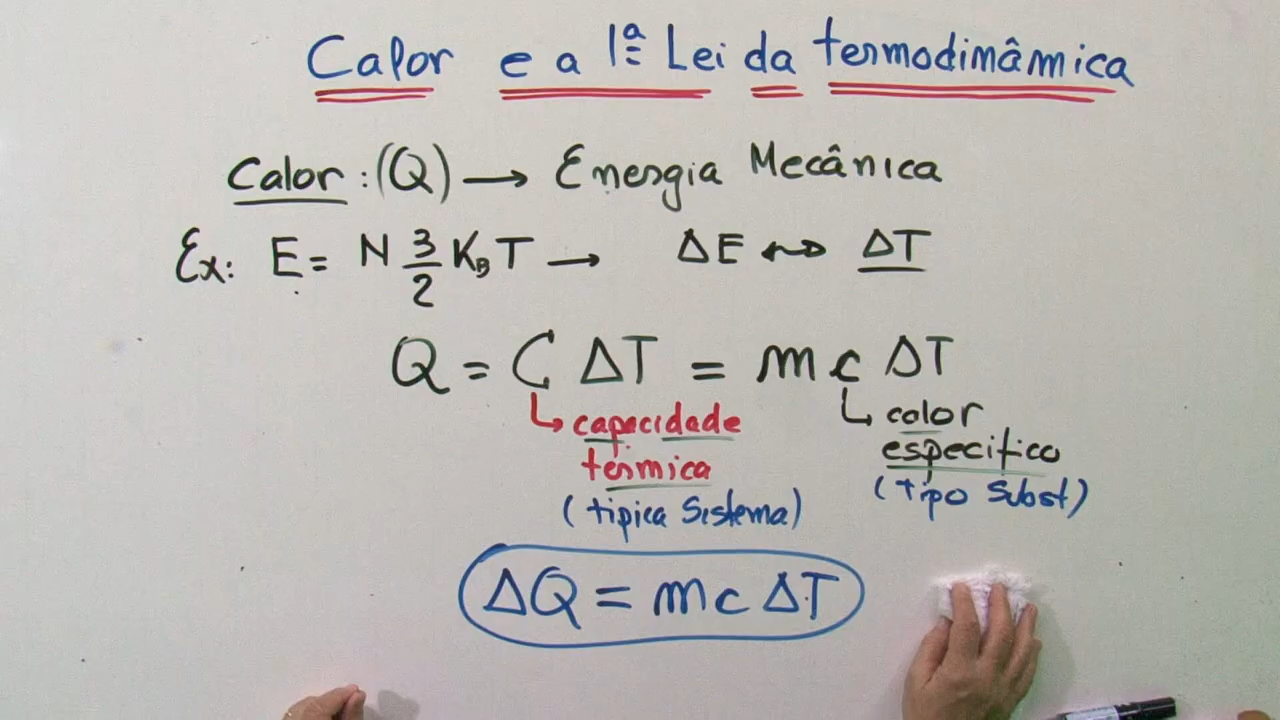 Calor e a 1ª Lei da termodinâmica
Calor : (Q) → Energia Mecânica
Ex: E = N 3/2 K_B T → ΔE ↔ ΔT
Q = C ΔT = m c ΔT
↳ capacidade térmica (típica Sistema)
↳ calor específico (tipo Subst)
ΔQ = mc ΔT